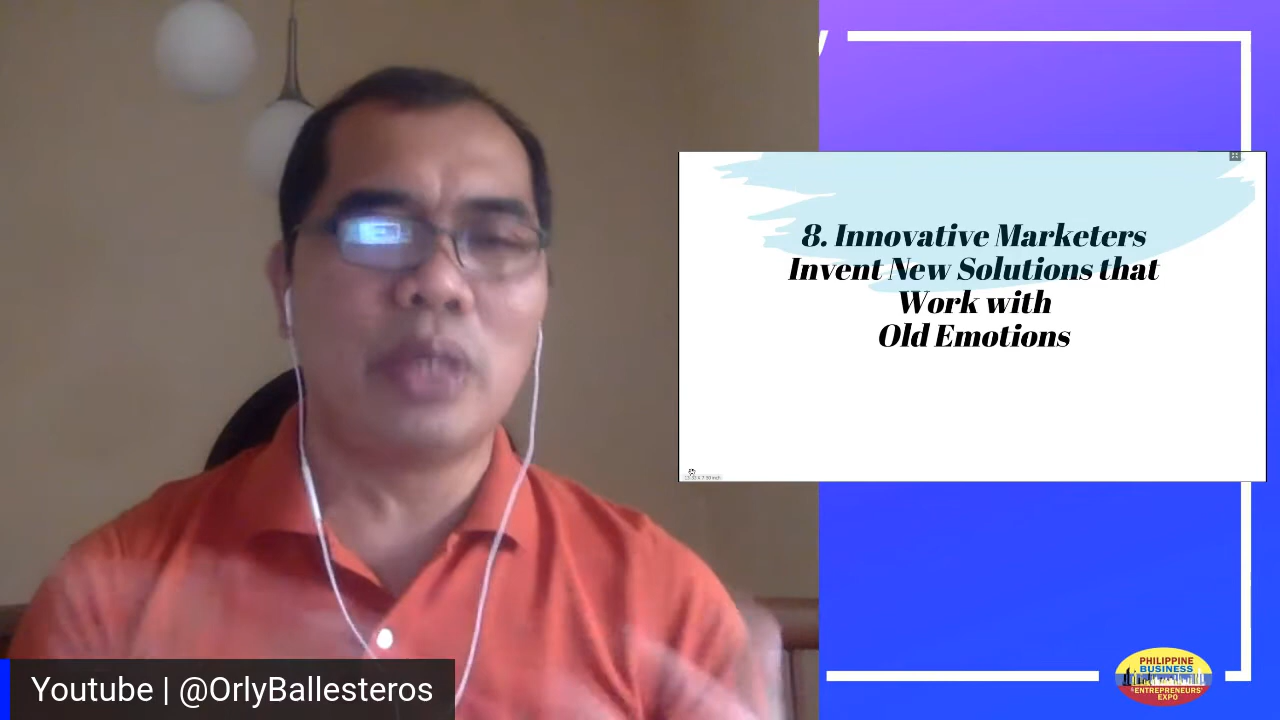 8. Innovative Marketers
Invent New Solutions that
Work with
Old Emotions
Youtube | @OrlyBallesteros
PHILIPPINE
BUSINESS
& ENTREPRENEURS'
EXPO